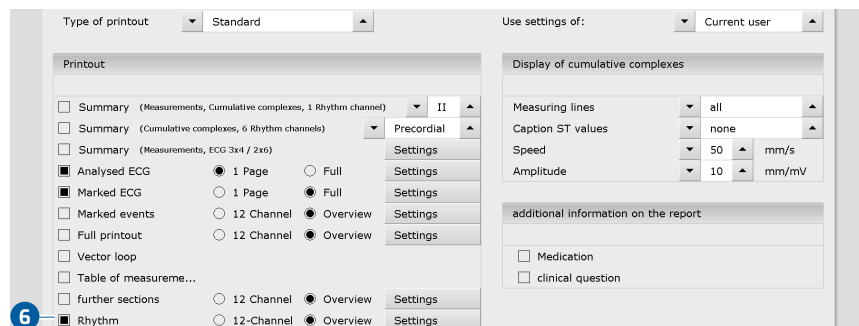 Type of printout Standard Use settings of: Current user
Printout Display of cumulative complexes
Summary (Measurements, Cumulative complexes, 1 Rhythm channel) II Measuring lines all
Summary (Cumulative complexes, 6 Rhythm channels) Precordial Caption ST values none
Summary (Measurements, ECG 3x4 / 2x6) Settings Speed 50 mm/s
Analysed ECG 1 Page Full Settings Amplitude 10 mm/mV
Marked ECG 1 Page Full Settings
Marked events 12 Channel Overview Settings additional information on the report
Full printout 12 Channel Overview Settings
Vector loop Medication
Table of measureme... clinical question
further sections 12 Channel Overview Settings
6 Rhythm 12-Channel Overview Settings